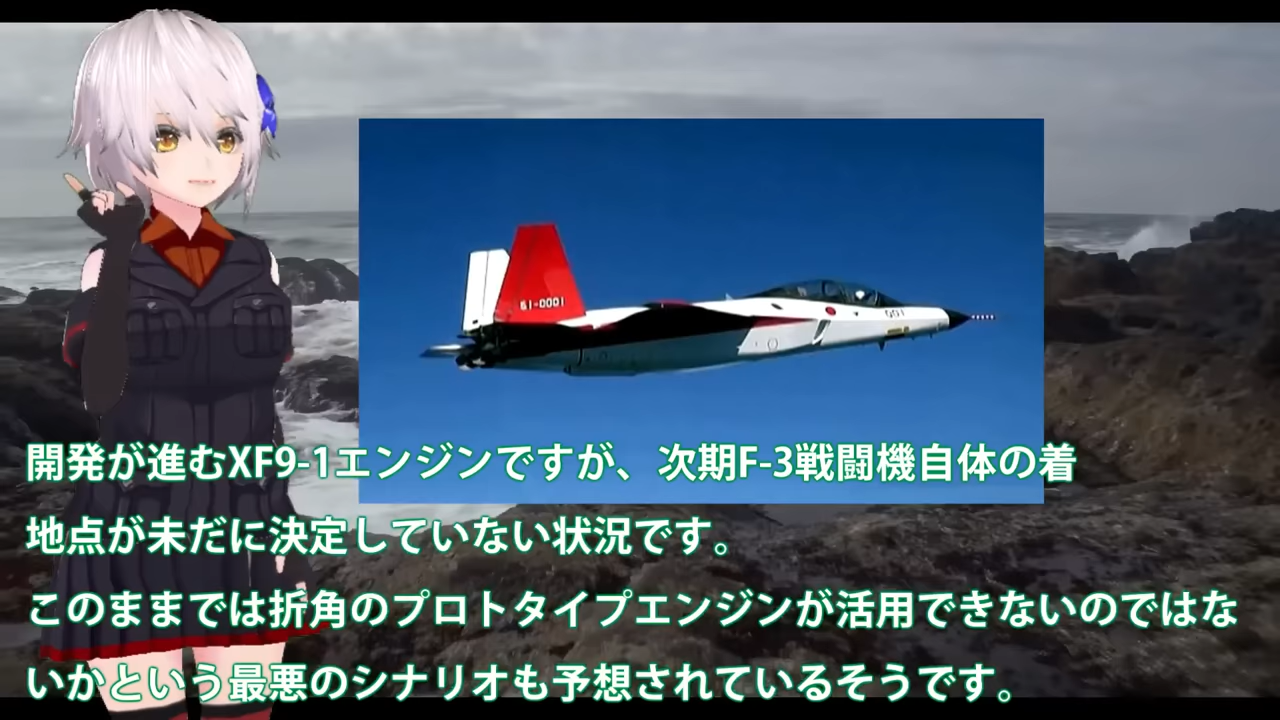 51-0001
001
開発が進むXF9-1エンジンですが、次期F-3戦闘機自体の着
地点が未だに決定していない状況です。
このままでは折角のプロトタイプエンジンが活用できないのではな
いかという最悪のシナリオも予想されているそうです。